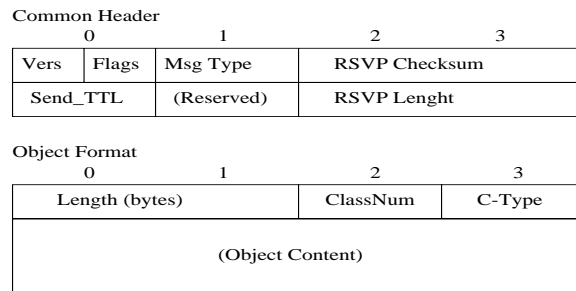 Common Header
0 1 2 3
Vers Flags Msg Type RSVP Checksum
Send_TTL (Reserved) RSVP Lenght
Object Format
0 1 2 3
Length (bytes) ClassNum C-Type
(Object Content)